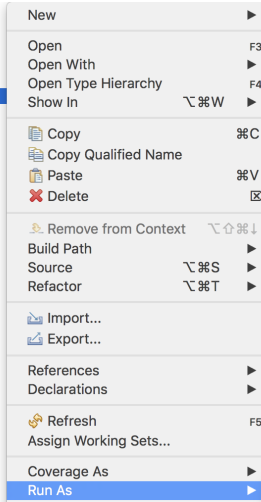 New
Open F3
Open With
Open Type Hierarchy F4
Show In ⌥⌘W
Copy ⌘C
Copy Qualified Name
Paste ⌘V
Delete ⌦
Remove from Context ⌥⇧⌘↓
Build Path
Source ⌥⌘S
Refactor ⌥⌘T
Import...
Export...
References
Declarations
Refresh F5
Assign Working Sets...
Coverage As
Run As